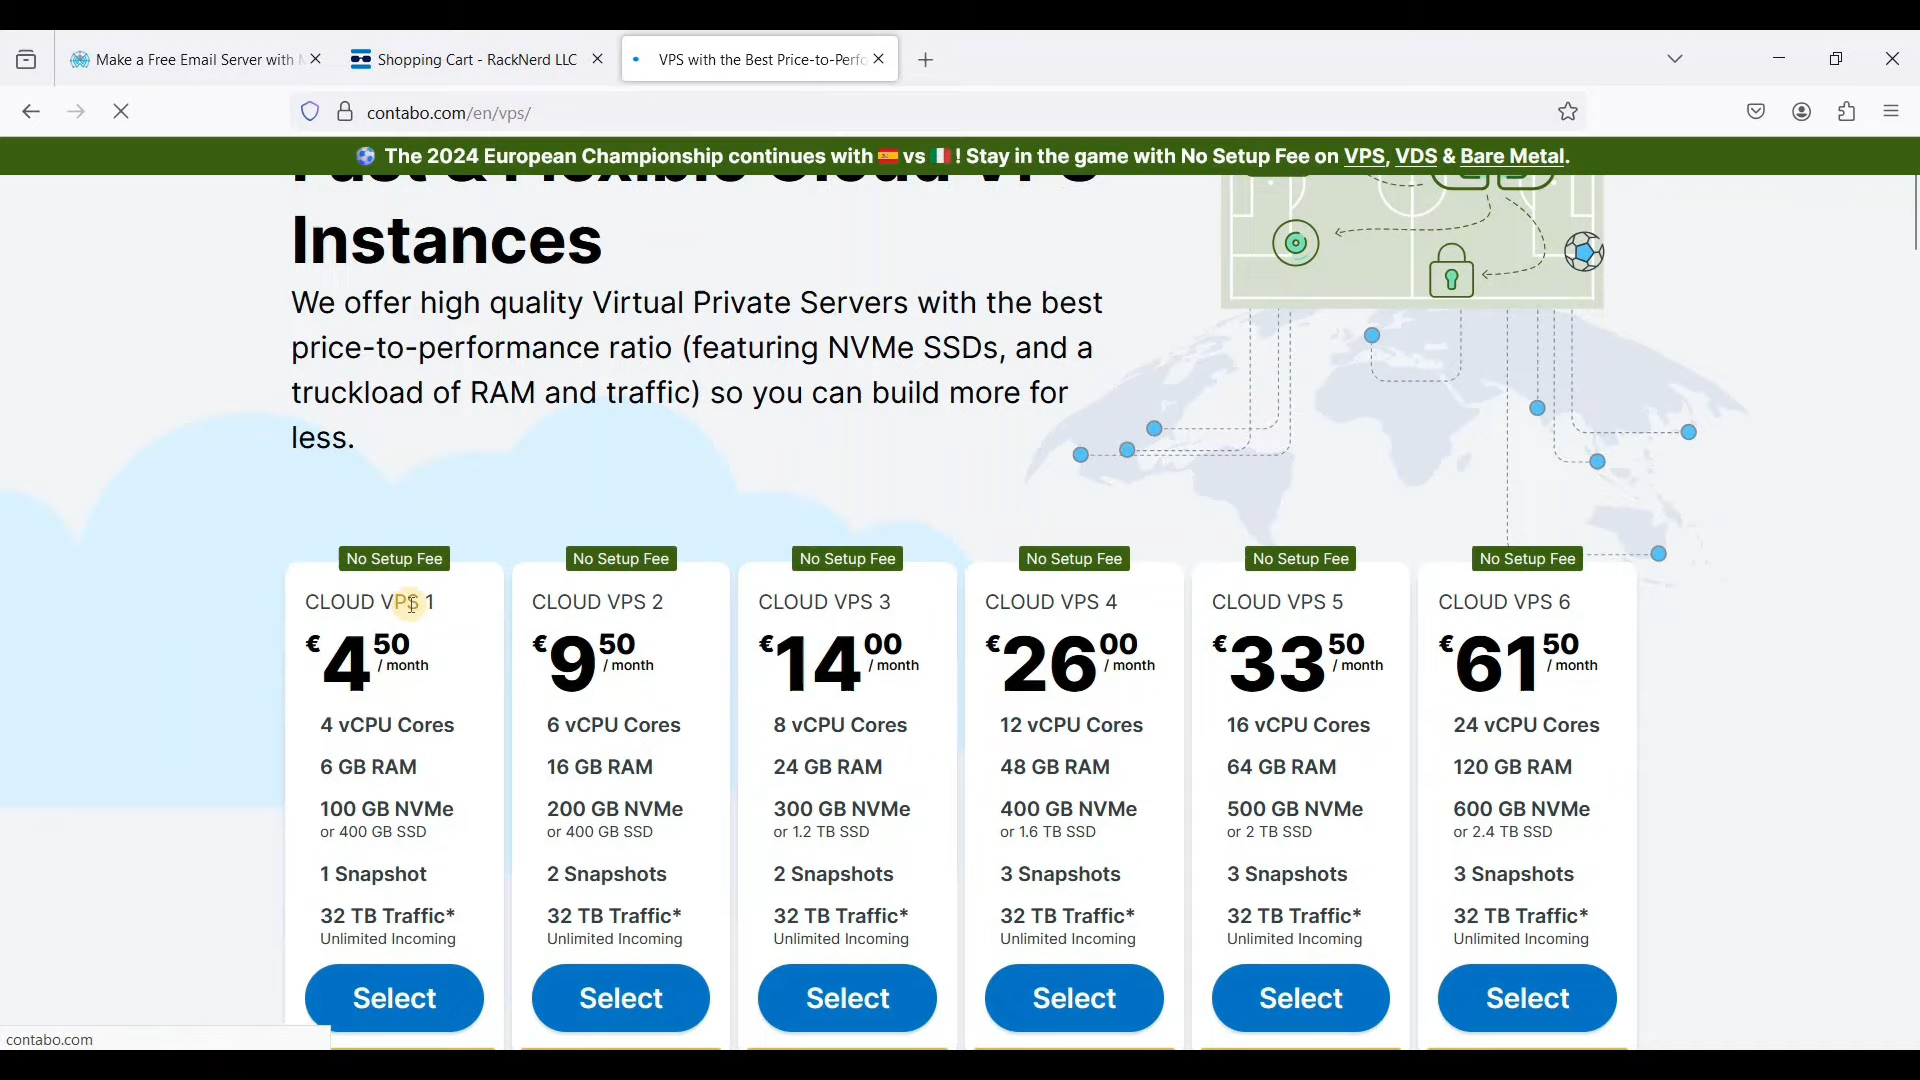 Make a Free Email Server with
Shopping Cart - RackNerd LLC
VPS with the Best Price-to-Perfo
contabo.com/en/vps/
The 2024 European Championship continues with 🇪🇸 vs 🇮🇹! Stay in the game with No Setup Fee on VPS, VDS & Bare Metal.
Fast & Flexible Cloud VPS
Instances
We offer high quality Virtual Private Servers with the best
price-to-performance ratio (featuring NVMe SSDs, and a
truckload of RAM and traffic) so you can build more for
less.
No Setup Fee
CLOUD VPS 1
€4.50 / month
4 vCPU Cores
6 GB RAM
100 GB NVMe
or 400 GB SSD
1 Snapshot
32 TB Traffic*
Unlimited Incoming
Select
No Setup Fee
CLOUD VPS 2
€9.50 / month
6 vCPU Cores
16 GB RAM
200 GB NVMe
or 400 GB SSD
2 Snapshots
32 TB Traffic*
Unlimited Incoming
Select
No Setup Fee
CLOUD VPS 3
€14.00 / month
8 vCPU Cores
24 GB RAM
300 GB NVMe
or 1.2 TB SSD
2 Snapshots
32 TB Traffic*
Unlimited Incoming
Select
No Setup Fee
CLOUD VPS 4
€26.00 / month
12 vCPU Cores
48 GB RAM
400 GB NVMe
or 1.6 TB SSD
3 Snapshots
32 TB Traffic*
Unlimited Incoming
Select
No Setup Fee
CLOUD VPS 5
€33.50 / month
16 vCPU Cores
64 GB RAM
500 GB NVMe
or 2 TB SSD
3 Snapshots
32 TB Traffic*
Unlimited Incoming
Select
No Setup Fee
CLOUD VPS 6
€61.50 / month
24 vCPU Cores
120 GB RAM
600 GB NVMe
or 2.4 TB SSD
3 Snapshots
32 TB Traffic*
Unlimited Incoming
Select
contabo.com